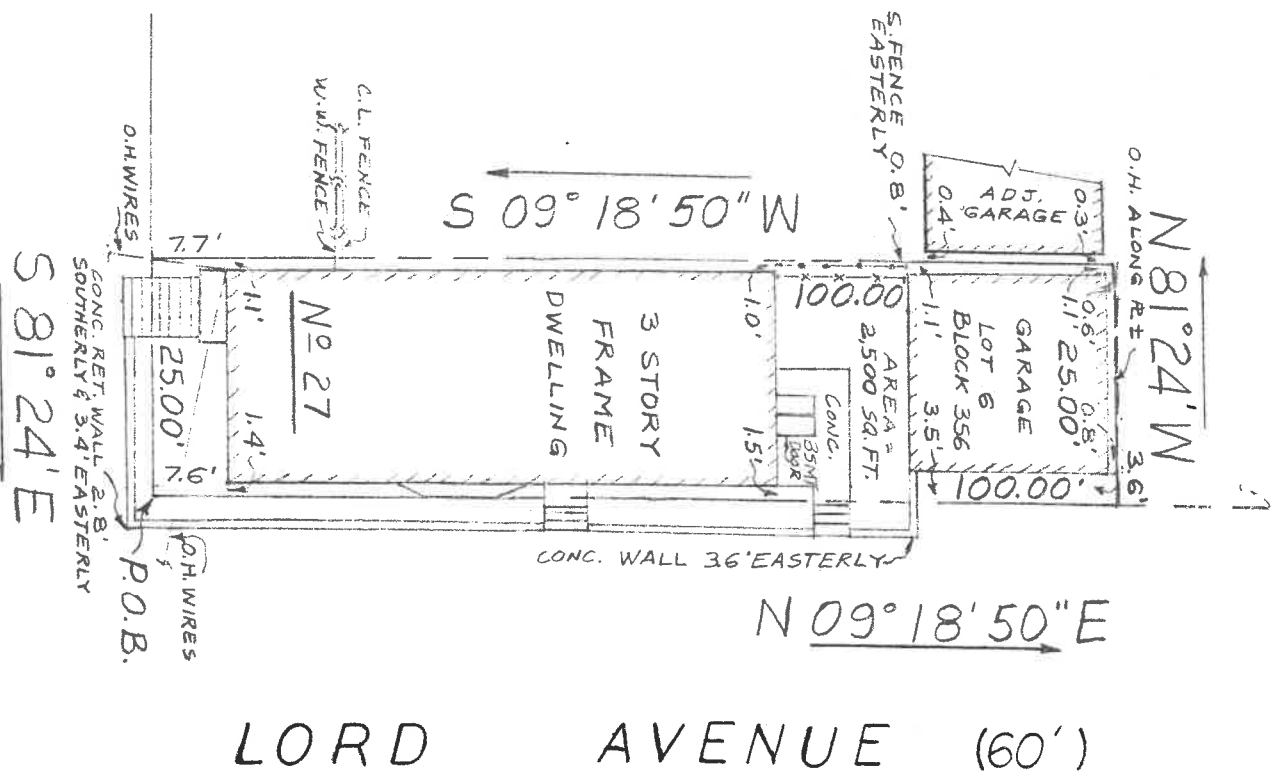 S. FENCE 0.8'
EASTERLY
C.L. FENCE
W.W. FENCE
O.H. WIRES
S 09° 18' 50" W
ADJ.
GARAGE
0.4'
0.3'
O.H. ALONG ℞±
N 81° 24' W
7.7'
1.1'
1.0'
100.00
1.1'
1.1'
0.6'
25.00'
0.8'
3.6'
GARAGE
LOT 6
BLOCK 356
3.5'
100.00'
AREA =
2,500 SQ.FT.
CONC.
BSMT
DOOR
3 STORY
FRAME
DWELLING
No 27
1.4'
1.5'
25.00'
7.6'
S 81° 24' E
CONC. RET. WALL 2.8'
SOUTHERLY & 3.4' EASTERLY
P.O.B.
O.H. WIRES
CONC. WALL 3.6' EASTERLY
N 09° 18' 50" E
LORD AVENUE (60')